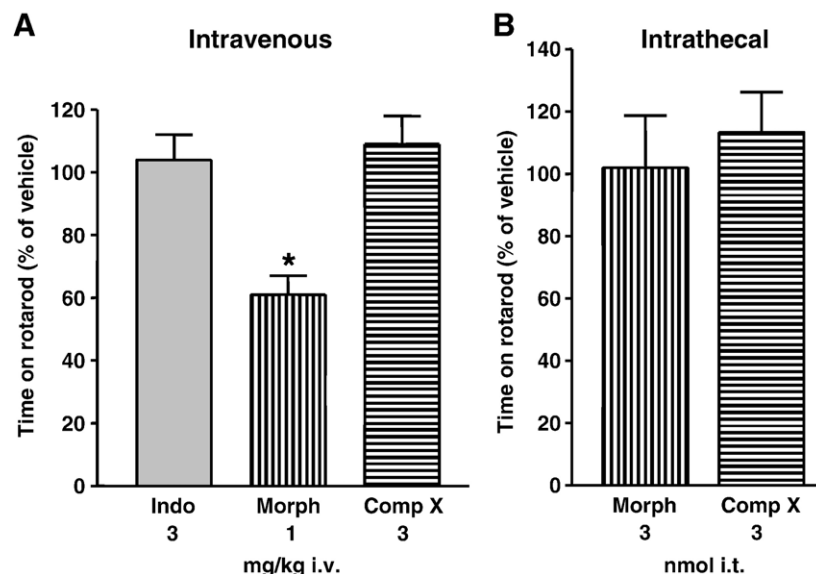 A
Intravenous
Time on rotarod (% of vehicle)
120
100
80
60
40
20
0
*
Indo Morph Comp X
3 1 3
mg/kg i.v.
B
Intrathecal
Time on rotarod (% of vehicle)
140
120
100
80
60
40
20
0
Morph Comp X
3 3
nmol i.t.